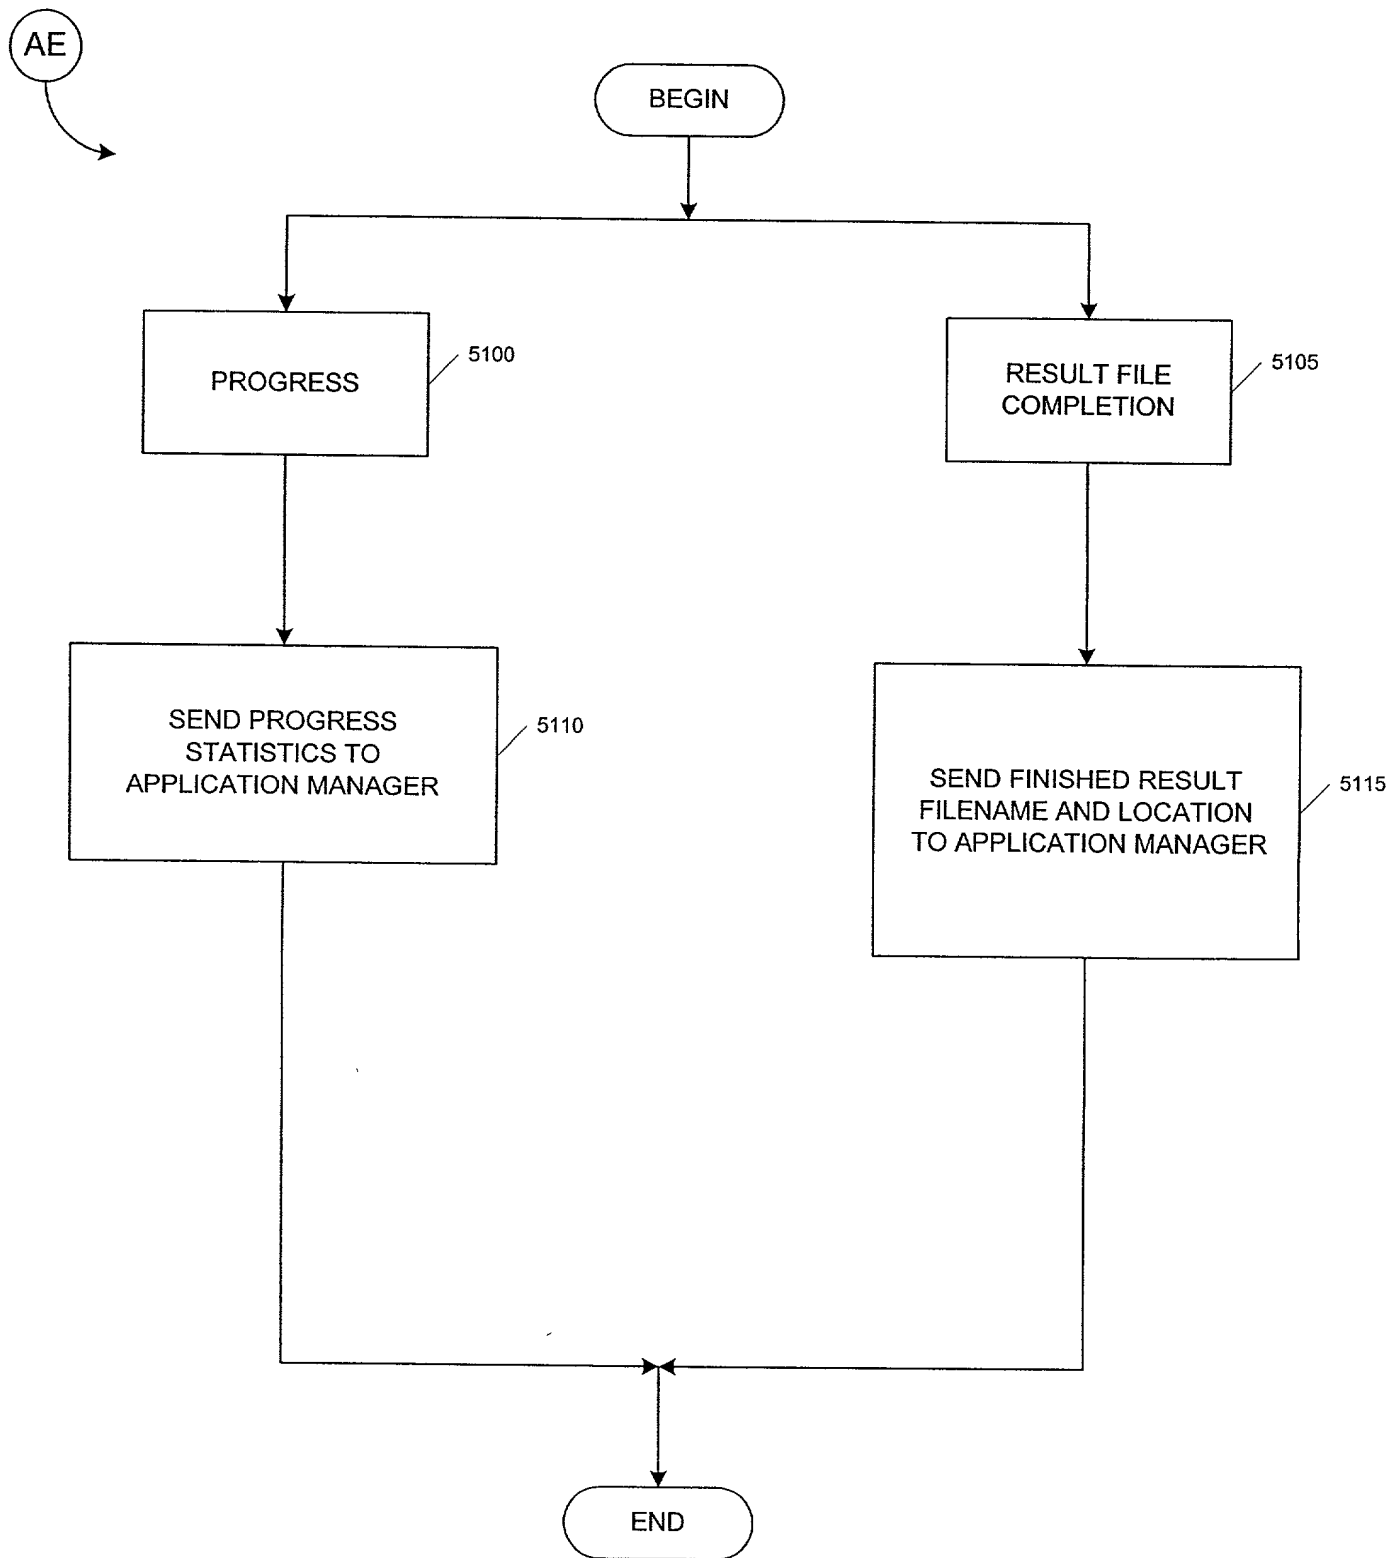 AE
BEGIN
PROGRESS
5100
RESULT FILE
COMPLETION
5105
SEND PROGRESS
STATISTICS TO
APPLICATION MANAGER
5110
SEND FINISHED RESULT
FILENAME AND LOCATION
TO APPLICATION MANAGER
5115
END